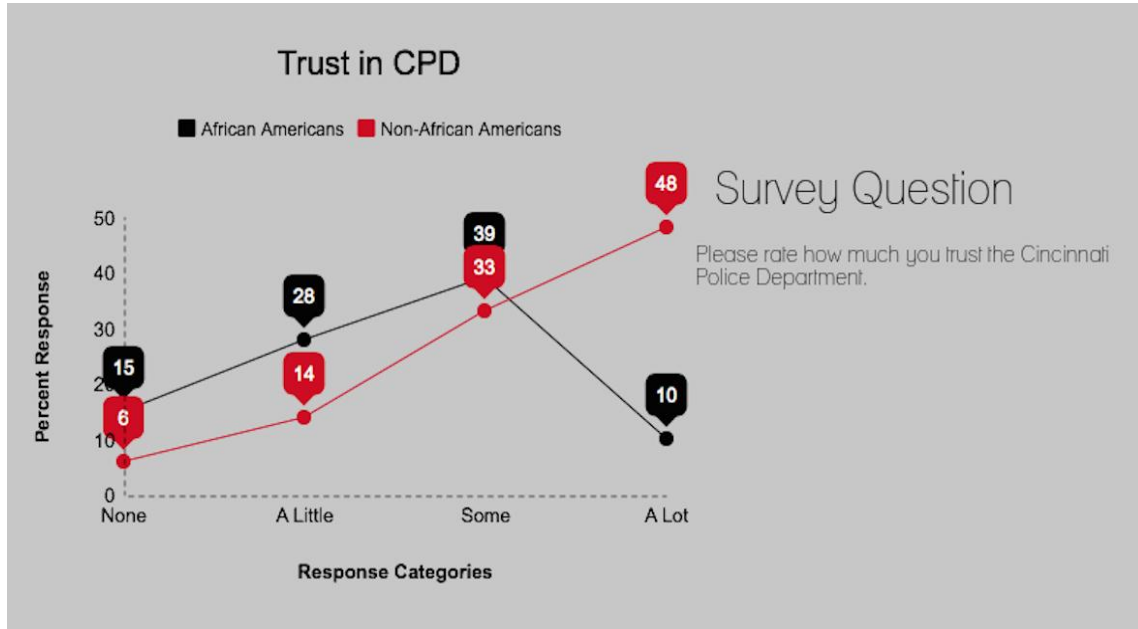 Trust in CPD
African Americans Non-African Americans
Survey Question
Please rate how much you trust the Cincinnati
Police Department.
Percent Response
50
40
30
20
10
0
15
28
39
10
6
14
33
48
None A Little Some A Lot
Response Categories